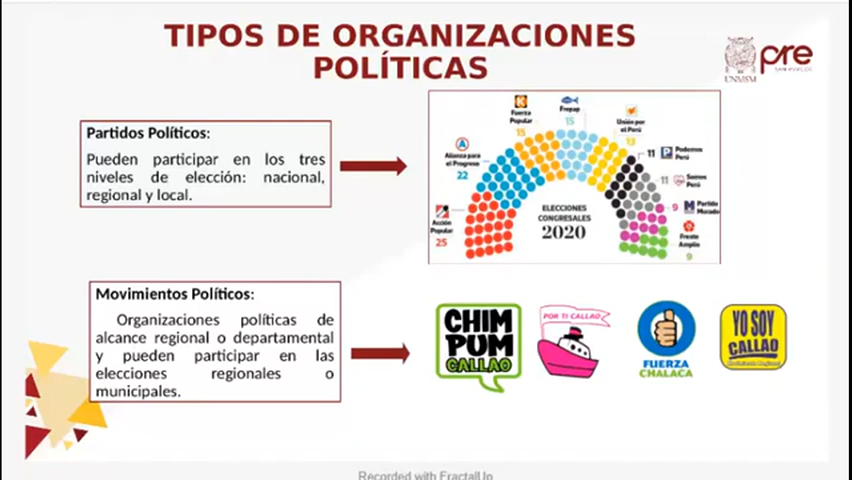 TIPOS DE ORGANIZACIONES
POLÍTICAS
UNMSM
pre
Partidos Políticos:
Pueden participar en los tres
niveles de elección: nacional,
regional y local.
Acción
Popular
25
Alianza para
el Progreso
22
Fuerza
Popular
15
Frepap
15
Unión por
el Perú
13
11 Podemos
Perú
11 Somos
Perú
9 Partido
Morado
Frente
Amplio
9
ELECCIONES
CONGRESALES
2020
Movimientos Políticos:
Organizaciones políticas de
alcance regional o departamental
y pueden participar en las
elecciones regionales o
municipales.
CHIM
PUM
CALLAO
POR TI CALLAO
FUERZA
CHALACA
YO SOY
CALLAO
Recorded with FractalUp